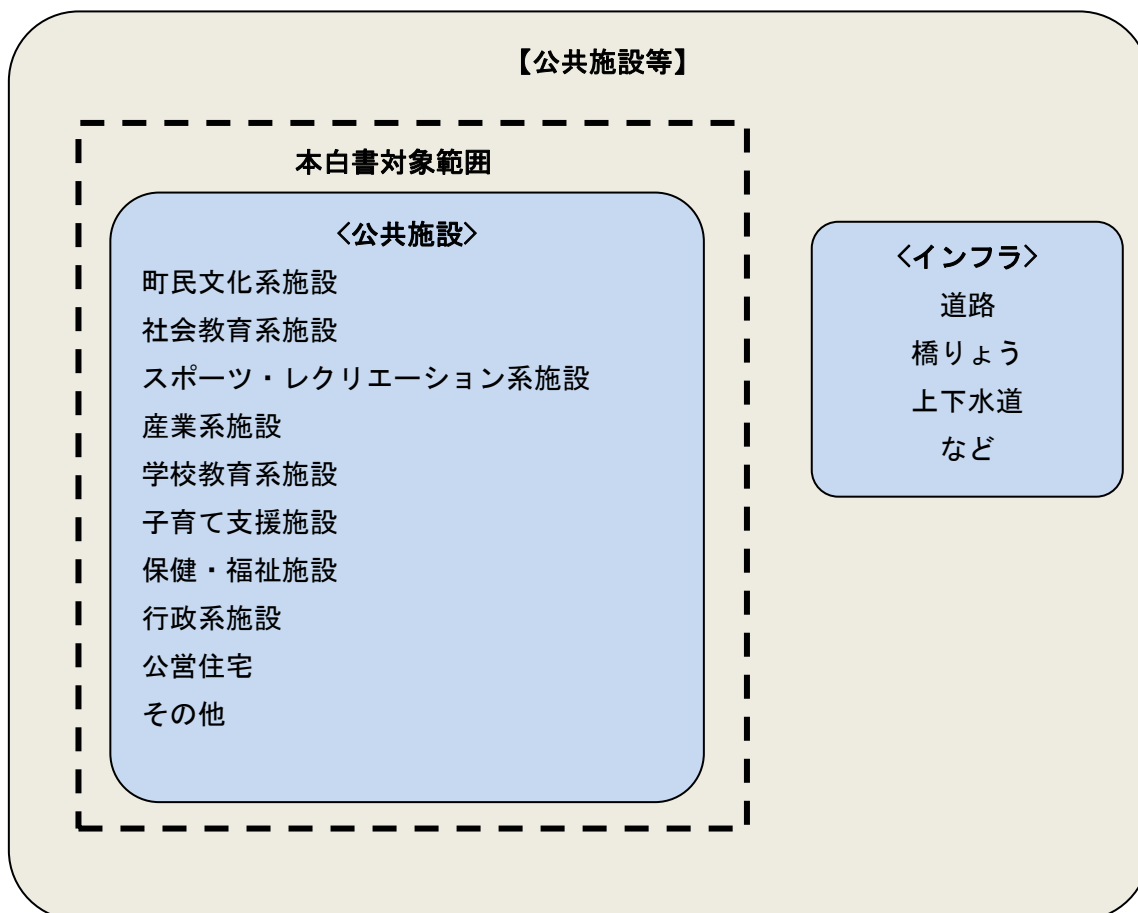 【公共施設等】
本白書対象範囲
<公共施設>
町民文化系施設
社会教育系施設
スポーツ・レクリエーション系施設
産業系施設
学校教育系施設
子育て支援施設
保健・福祉施設
行政系施設
公営住宅
その他
<インフラ>
道路
橋りょう
上下水道
など